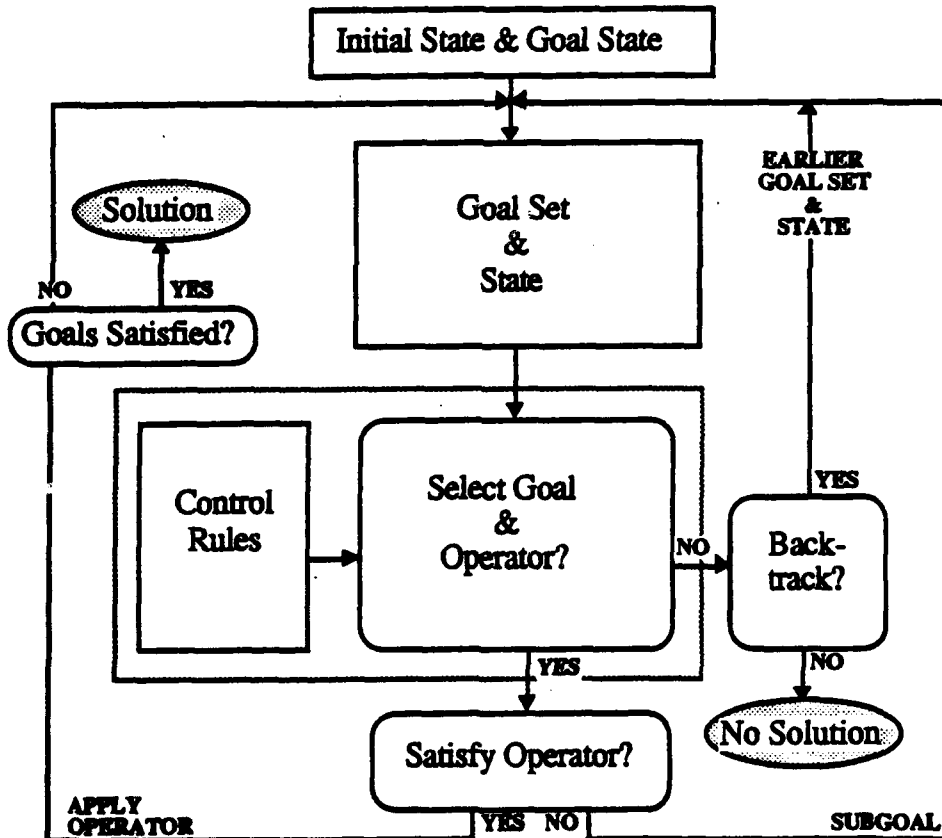 Initial State & Goal State
EARLIER
GOAL SET
&
STATE
Goal Set
&
State
Solution
NO
YES
Goals Satisfied?
Control
Rules
Select Goal
&
Operator?
NO
YES
Back-
track?
YES
NO
No Solution
Satisfy Operator?
APPLY
OPERATOR
YES NO
SUBGOAL